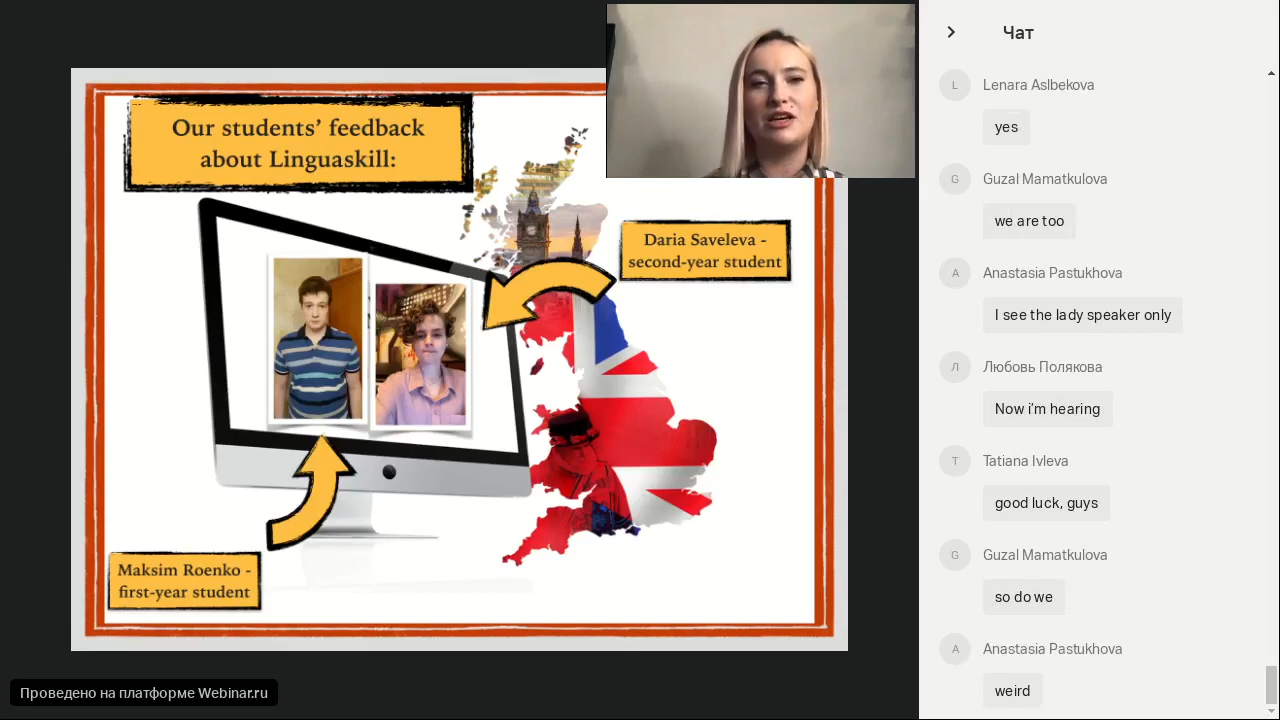 Our students’ feedback
about Linguaskill:
Daria Saveleva -
second-year student
Maksim Roenko -
first-year student
Проведено на платформе Webinar.ru
Чат
L
Lenara Aslbekova
yes
G
Guzal Mamatkulova
we are too
A
Anastasia Pastukhova
I see the lady speaker only
Л
Любовь Полякова
Now i’m hearing
T
Tatiana Ivleva
good luck, guys
G
Guzal Mamatkulova
so do we
A
Anastasia Pastukhova
weird